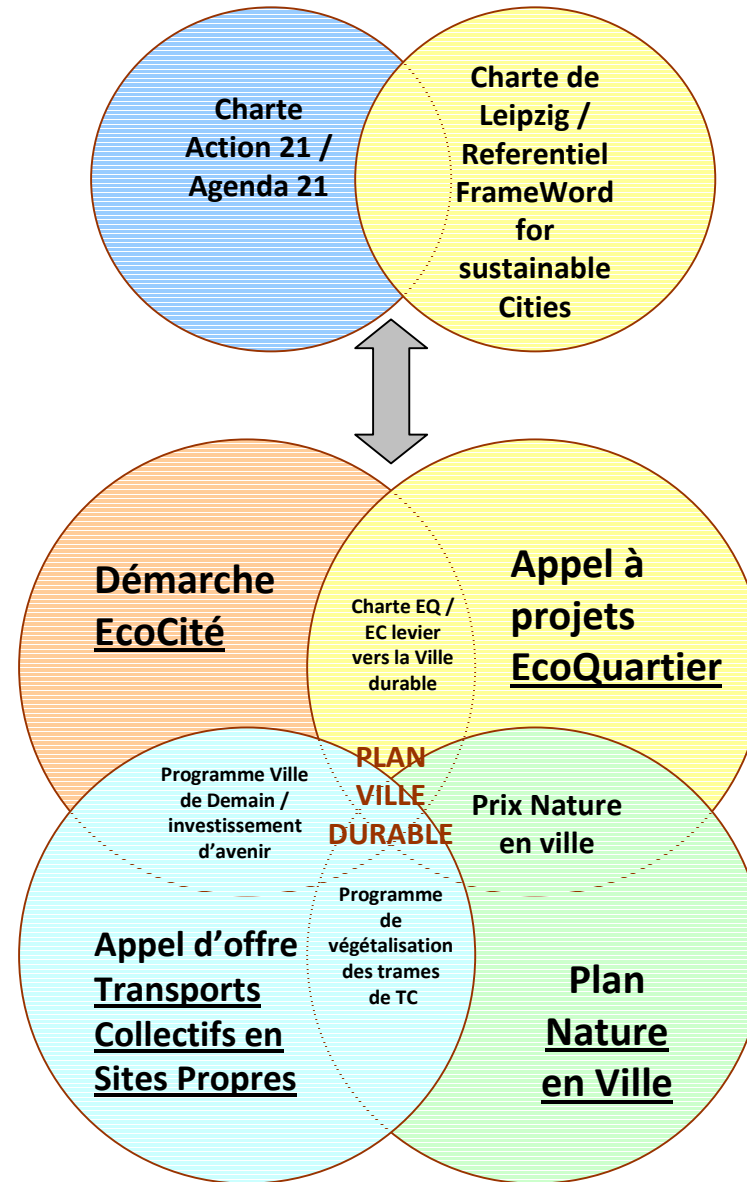 Charte
Action 21 /
Agenda 21
Charte de
Leipzig /
Referentiel
FrameWord
for
sustainable
Cities
Démarche
EcoCité
Charte EQ /
EC levier
vers la Ville
durable
Appel à
projets
EcoQuartier
PLAN
VILLE
DURABLE
Programme Ville
de Demain /
investissement
d’avenir
Prix Nature
en ville
Programme
de
végétalisation
des trames
de TC
Appel d’offre
Transports
Collectifs en
Sites Propres
Plan
Nature
en Ville